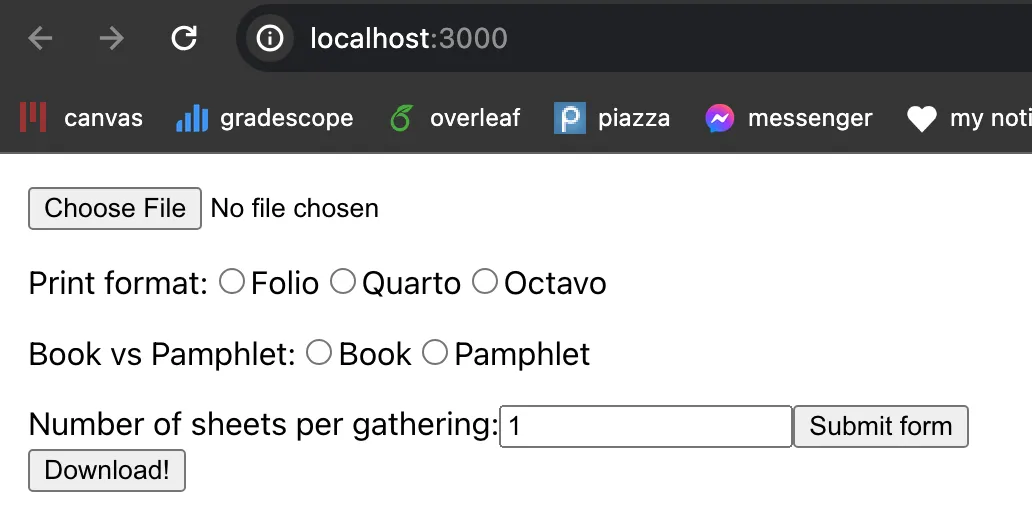 localhost:3000
canvas gradescope overleaf piazza messenger my noti
Choose File No file chosen
Print format: Folio Quarto Octavo
Book vs Pamphlet: Book Pamphlet
Number of sheets per gathering: 1 Submit form
Download!